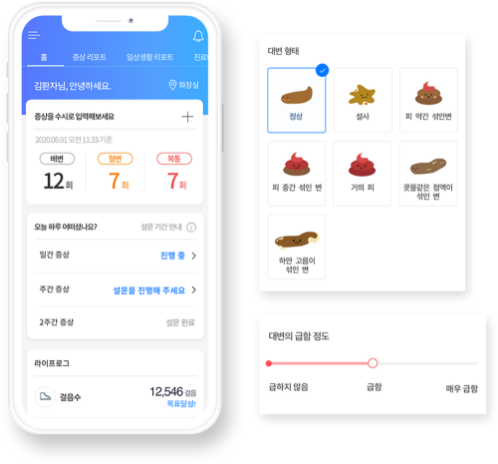 홈 증상 리포트 일상생활 리포트 진료
김환자님, 안녕하세요.
화장실
증상을 수시로 입력해보세요
2020.06.01 오전 11:33 기준
배변 혈변 복통
12회 7회 7회
오늘 하루 어떠셨나요?
설문 기간 안내
일간 증상 진행 중
주간 증상 설문을 진행해 주세요
2주간 증상 설문 완료
라이프로그
걸음수 12,546 걸음
목표달성!
대변 형태
정상 설사 피 약간 섞인변
피 중간 섞인 변 거의 피 콧물같은 점액이
섞인 변
하얀 고름이
섞인 변
대변의 급함 정도
급하지 않음 급함 매우 급함